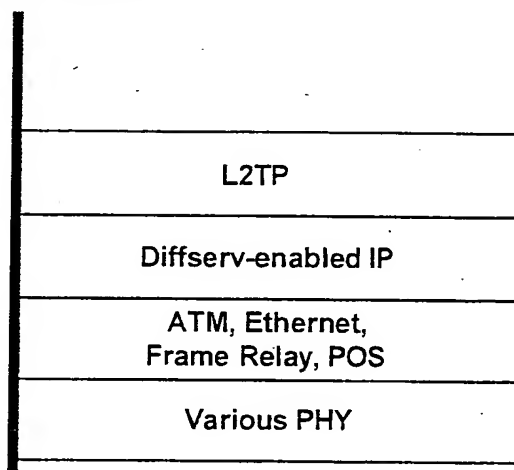 L2TP
Diffserv-enabled IP
ATM, Ethernet,
Frame Relay, POS
Various PHY